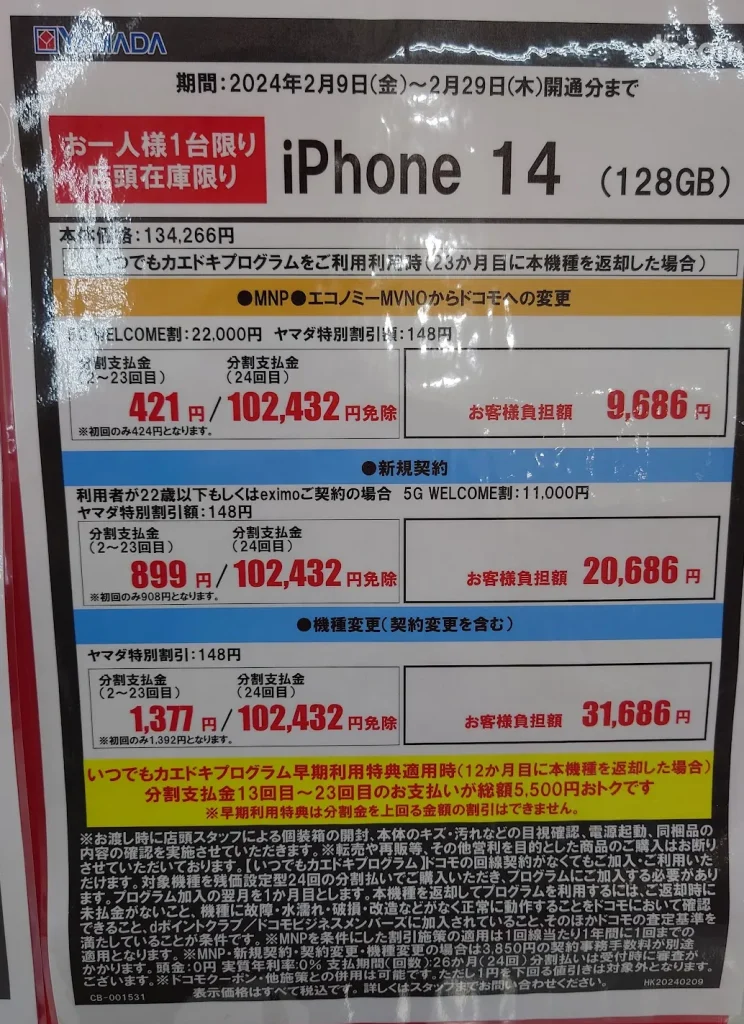 YAMADA
期間:2024年2月9日(金)～2月29日(木)開通分まで
お一人様1台限り
店頭在庫限り
iPhone 14 (128GB)
本体価格:134,266円
いつでもカエドキプログラムをご利用利用時(23か月目に本機種を返却した場合)
●MNP●エコノミーMVNOからドコモへの変更
5G WELCOME割:22,000円 ヤマダ特別割引額:148円
分割支払金
(2～23回目)
分割支払金
(24回目)
421円/102,432円免除
※初回のみ424円となります。
お客様負担額 9,686円
●新規契約
利用者が22歳以下もしくはeximoご契約の場合 5G WELCOME割:11,000円
ヤマダ特別割引額:148円
分割支払金
(2～23回目)
分割支払金
(24回目)
899円/102,432円免除
※初回のみ908円となります。
お客様負担額 20,686円
●機種変更(契約変更を含む)
ヤマダ特別割引:148円
分割支払金
(2～23回目)
分割支払金
(24回目)
1,377円/102,432円免除
※初回のみ1,392円となります。
お客様負担額 31,686円
いつでもカエドキプログラム早期利用特典適用時(12か月目に本機種を返却した場合)
分割支払金13回目～23回目のお支払いが総額5,500円おトクです
※早期利用特典は分割金を上回る金額の割引はできません。
※お渡し時に店頭スタッフによる個装箱の開封、本体のキズ・汚れなどの目視確認、電源起動、同梱品の
内容の確認を実施させていただきます。※転売や再販等、その他営利を目的とした商品のご購入はお断り
させていただいております。【いつでもカエドキプログラム】ドコモの回線契約がなくてもご加入・ご利用いた
だけます。対象機種を残価設定型24回の分割払いでご購入いただき、プログラムにご加入する必要があり
ます。プログラム加入の翌月を1か月目とします。本機種を返却してプログラムを利用するには、ご返却時に
未払金がないこと、機種に故障・水濡れ・破損・改造などがなく正常に動作することをドコモにおいて確認
できること、dポイントクラブ/ドコモビジネスメンバーズに加入されていること、そのほかドコモの査定基準を
満たしていることが条件です。※MNPを条件にした割引施策の適用は1回線当たり1年間に1回までの
適用となります。※MNP・新規契約・契約変更・機種変更の場合は3,850円の契約事務手数料が別途
かかります。頭金:0円 実質年利率:0% 支払期間(回数):26か月(24回)分割払いは受付時に審査が
ございます。※ドコモクーポン・他施策との併用は可能です。ただし1円を下回る値引きは対象外となります。
表示価格はすべて税込です。詳しくはスタッフまでお問い合わせください。
CB-001531
HK20240209